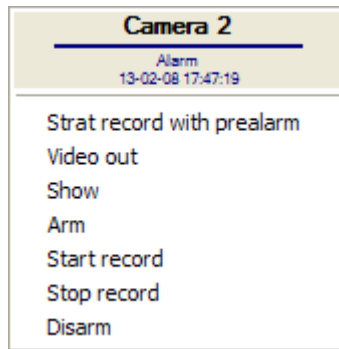 Camera 2
Alarm
13-02-08 17:47:19
Strat record with prealarm
Video out
Show
Arm
Start record
Stop record
Disarm